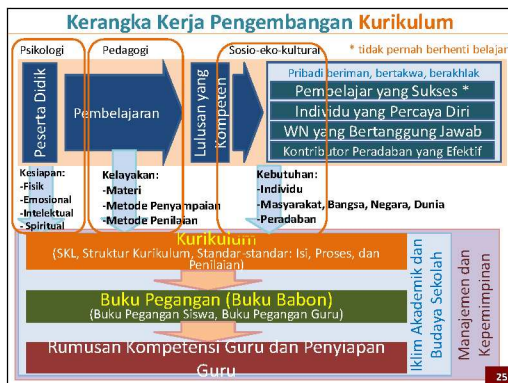 Kerangka Kerja Pengembangan Kurikulum
Psikologi
Pedagogi
Sosio-eko-kultural
* tidak pernah berhenti belajar
Peserta Didik
Pembelajaran
Lulusan yang
Kompeten
Pribadi beriman, bertakwa, berakhlak
Pembelajar yang Sukses *
Individu yang Percaya Diri
WN yang Bertanggung Jawab
Kontributor Peradaban yang Efektif
Kesiapan:
-Fisik
-Emosional
-Intelektual
- Spiritual
Kelayakan:
-Materi
-Metode Penyampaian
-Metode Penilaian
Kebutuhan:
-Individu
-Masyarakat, Bangsa, Negara, Dunia
-Peradaban
Kurikulum
(SKL, Struktur Kurikulum, Standar-standar: Isi, Proses, dan
Penilaian)
Buku Pegangan (Buku Babon)
(Buku Pegangan Siswa, Buku Pegangan Guru)
Rumusan Kompetensi Guru dan Penyiapan
Guru
Iklim Akademik dan
Budaya Sekolah
Manajemen dan
Kepemimpinan
25